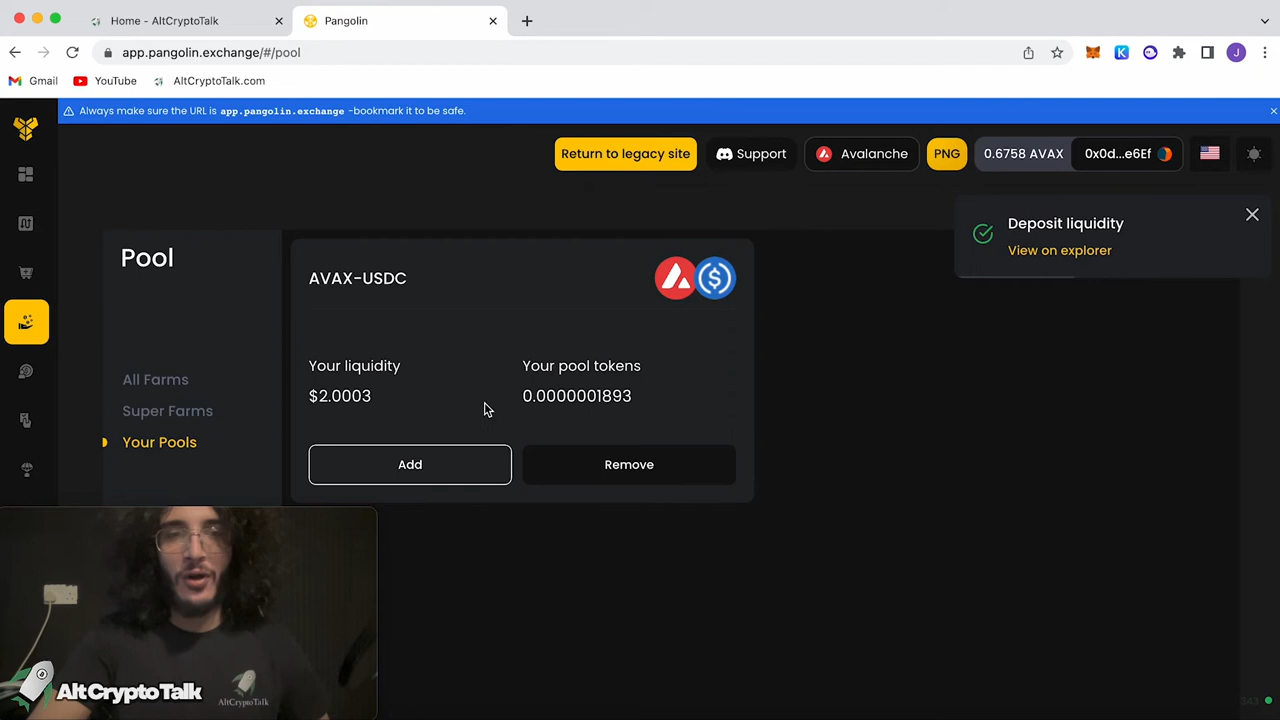 Home - AltCryptoTalk
Pangolin
app.pangolin.exchange/#/pool
J
Gmail
YouTube
AltCryptoTalk.com
Always make sure the URL is app.pangolin.exchange -bookmark it to be safe.
Return to legacy site
Support
Avalanche
PNG
0.6758 AVAX
0x0d...e6Ef
Deposit liquidity
View on explorer
Pool
All Farms
Super Farms
Your Pools
AVAX-USDC
Your liquidity
Your pool tokens
$2.0003
0.0000001893
Add
Remove
AltCryptoTalk
AltCryptoTalk